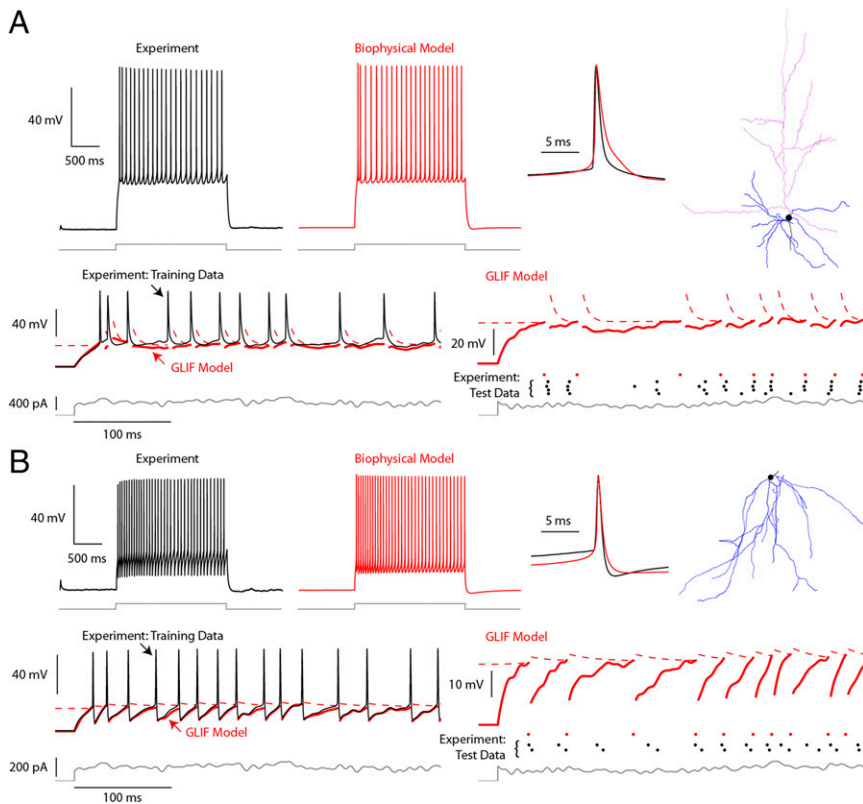 A
Experiment
Biophysical Model
40 mV
500 ms
5 ms
Experiment: Training Data
GLIF Model
40 mV
GLIF Model
20 mV
Experiment:
Test Data
{
400 pA
100 ms
B
Experiment
Biophysical Model
40 mV
500 ms
5 ms
Experiment: Training Data
GLIF Model
40 mV
GLIF Model
10 mV
Experiment:
Test Data
{
200 pA
100 ms